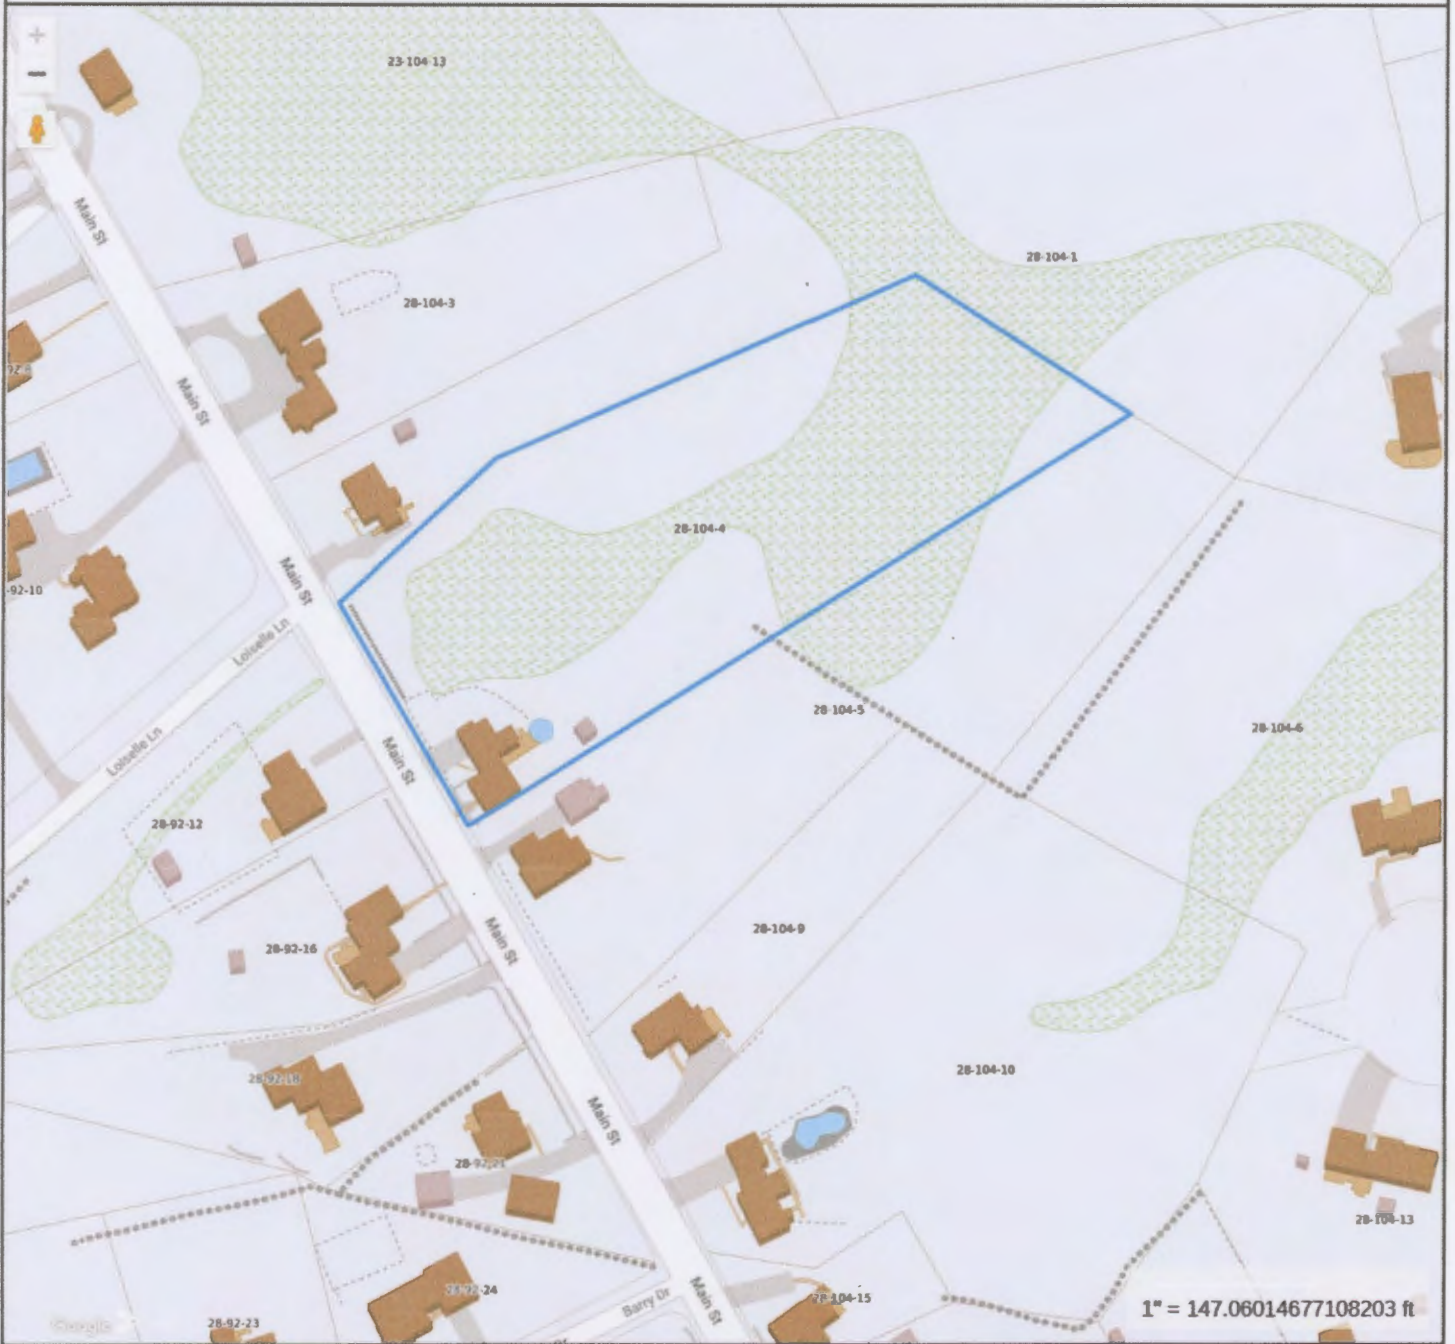 +
−
23-104-13
Main St
28-104-1
28-104-3
92-8
Main St
28-104-4
Main St
-92-10
Loiselle Ln
28-104-5
28-104-6
Loiselle Ln
Main St
28-92-12
28-104-9
Main St
28-92-16
28-104-10
28-92-18
Main St
28-92-21
28-104-13
28-92-24
Main St
28-104-15
Barry Dr
1" = 147.06014677108203 ft
Google
28-92-23